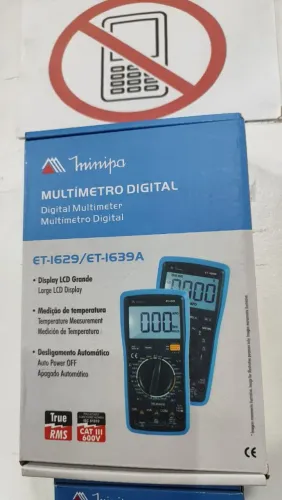 minipa
MULTÍMETRO DIGITAL
Digital Multimeter
Multímetro Digital
ET-1629/ET-1639A
• Display LCD Grande
Large LCD Display
• Medição de temperatura
Temperature Measurement
Medición de Temperatura
• Desligamento Automático
Auto Power OFF
Apagado Automático
True
RMS
CAT III
600V
CE
minipa